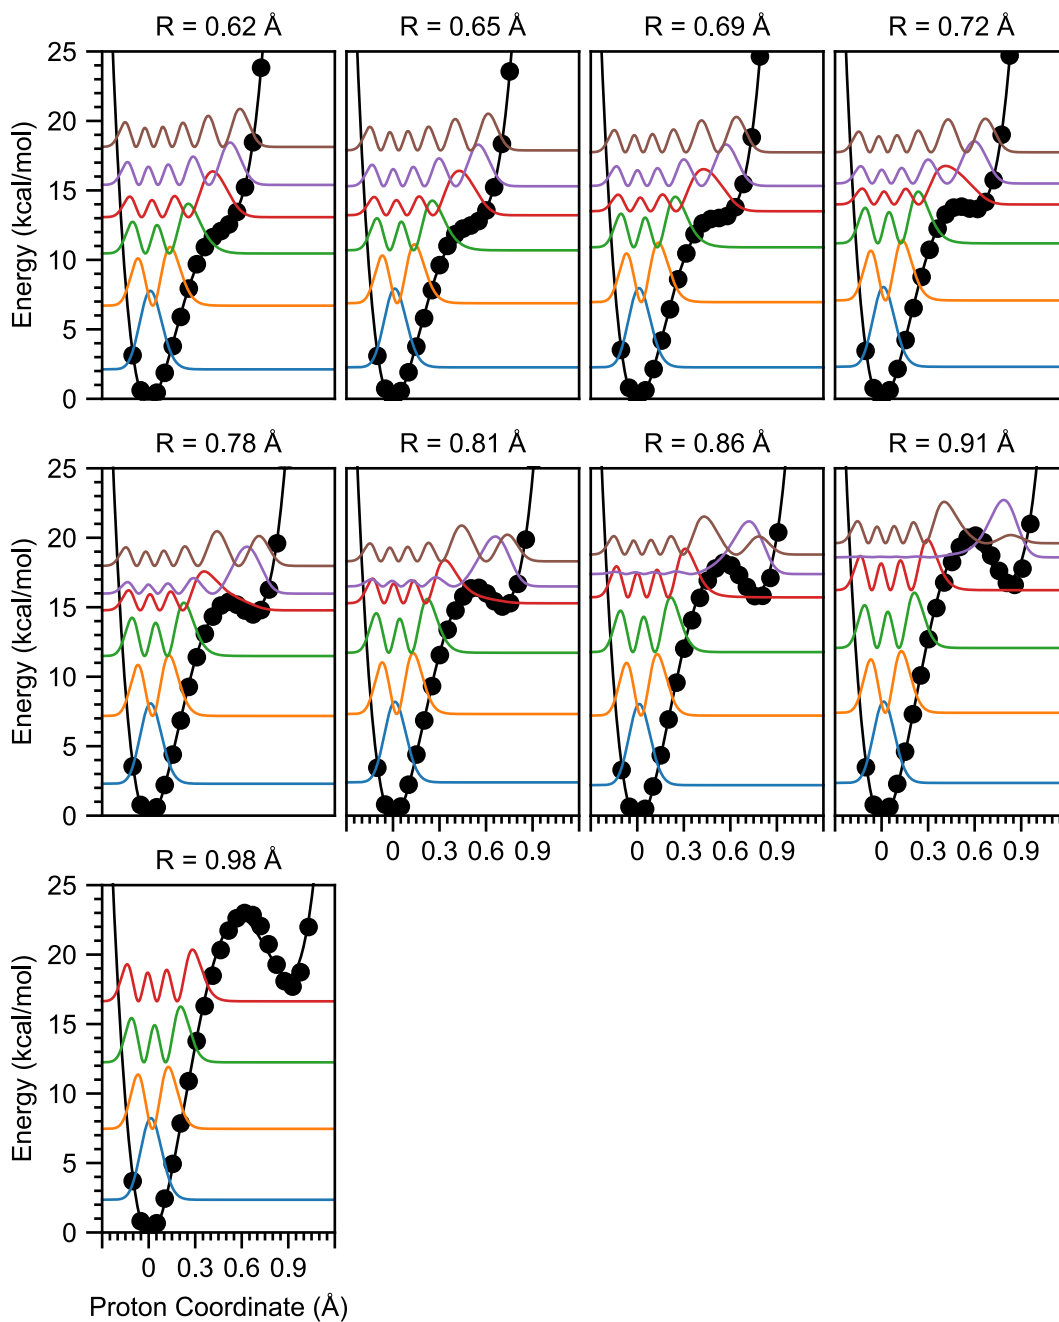 R = 0.62 Å
R = 0.65 Å
R = 0.69 Å
R = 0.72 Å
25
20
15
10
5
0
Energy (kcal/mol)
R = 0.78 Å
R = 0.81 Å
R = 0.86 Å
R = 0.91 Å
25
20
15
10
5
0
Energy (kcal/mol)
0 0.3 0.6 0.9
0 0.3 0.6 0.9
0 0.3 0.6 0.9
R = 0.98 Å
25
20
15
10
5
0
Energy (kcal/mol)
0 0.3 0.6 0.9
Proton Coordinate (Å)